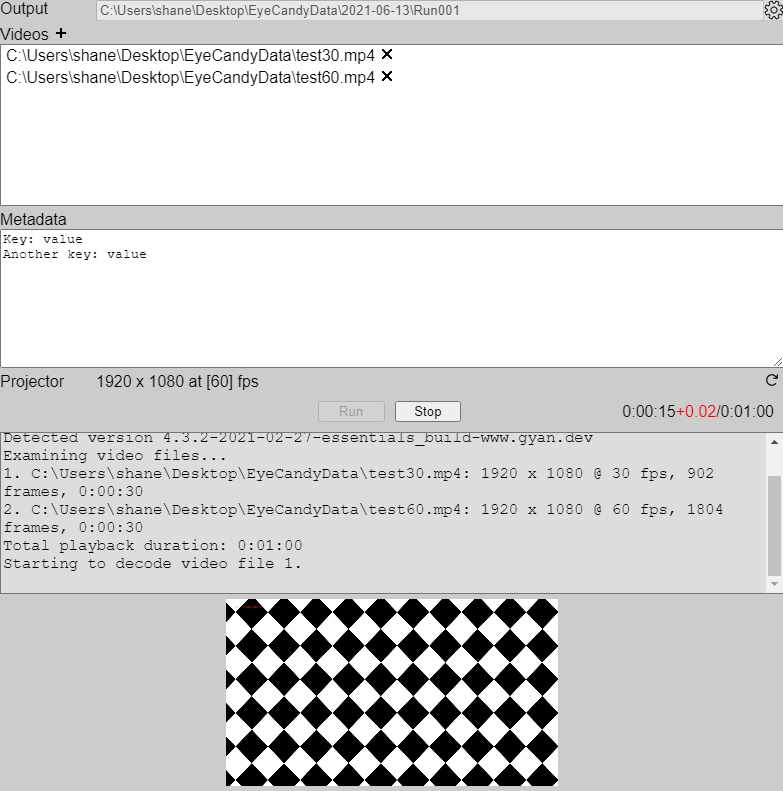 Output C:\Users\shane\Desktop\EyeCandyData\2021-06-13\Run001
Videos +
C:\Users\shane\Desktop\EyeCandyData\test30.mp4
C:\Users\shane\Desktop\EyeCandyData\test60.mp4
Metadata
Key: value
Another key: value
Projector 1920 x 1080 at [60] fps
Run Stop 0:00:15+0.02/0:01:00
Detected version 4.3.2-2021-02-27-essentials_build-www.gyan.dev
Examining video files...
1. C:\Users\shane\Desktop\EyeCandyData\test30.mp4: 1920 x 1080 @ 30 fps, 902
frames, 0:00:30
2. C:\Users\shane\Desktop\EyeCandyData\test60.mp4: 1920 x 1080 @ 60 fps, 1804
frames, 0:00:30
Total playback duration: 0:01:00
Starting to decode video file 1.